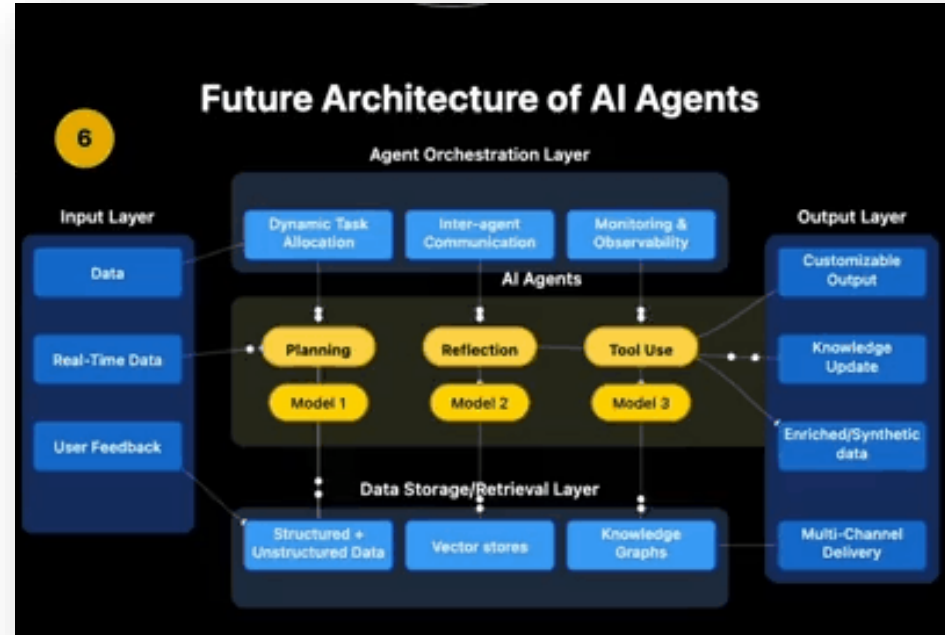 Future Architecture of AI Agents
6
Agent Orchestration Layer
Input Layer
Output Layer
Dynamic Task
Allocation
Inter-agent
Communication
Monitoring &
Observability
Data
Customizable
Output
AI Agents
Real-Time Data
Planning
Reflection
Tool Use
Knowledge
Update
Model 1
Model 2
Model 3
User Feedback
Enriched/Synthetic
data
Data Storage/Retrieval Layer
Structured +
Unstructured Data
Vector stores
Knowledge
Graphs
Multi-Channel
Delivery